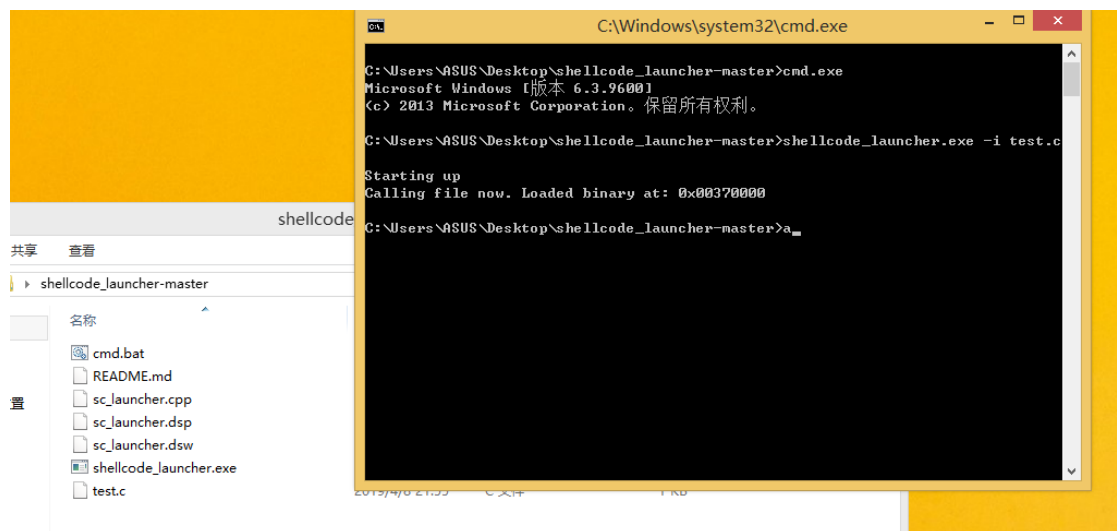 C:\Windows\system32\cmd.exe
C:\Users\ASUS\Desktop\shellcode_launcher-master>cmd.exe
Microsoft Windows [版本 6.3.9600]
(c) 2013 Microsoft Corporation。保留所有权利。
C:\Users\ASUS\Desktop\shellcode_launcher-master>shellcode_launcher.exe -i test.c
Starting up
Calling file now. Loaded binary at: 0x00370000
C:\Users\ASUS\Desktop\shellcode_launcher-master>a_
shellcode
共享 查看
shellcode_launcher-master
名称
cmd.bat
README.md
置
sc_launcher.cpp
sc_launcher.dsp
sc_launcher.dsw
shellcode_launcher.exe
test.c